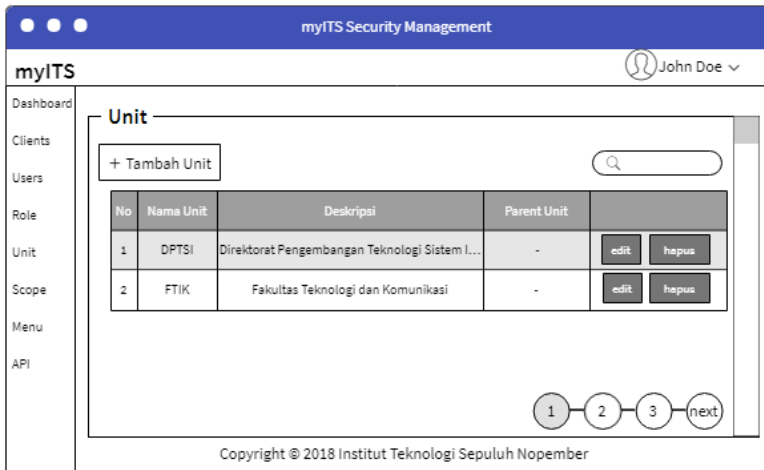 myITS Security Management
myITS
John Doe
Dashboard
Clients
Users
Role
Unit
Scope
Menu
API
Unit
+ Tambah Unit
No Nama Unit Deskripsi Parent Unit
1 DPTSI Direktorat Pengembangan Teknologi Sistem I... - edit hapus
2 FTIK Fakultas Teknologi dan Komunikasi - edit hapus
1 2 3 next
Copyright © 2018 Institut Teknologi Sepuluh Nopember